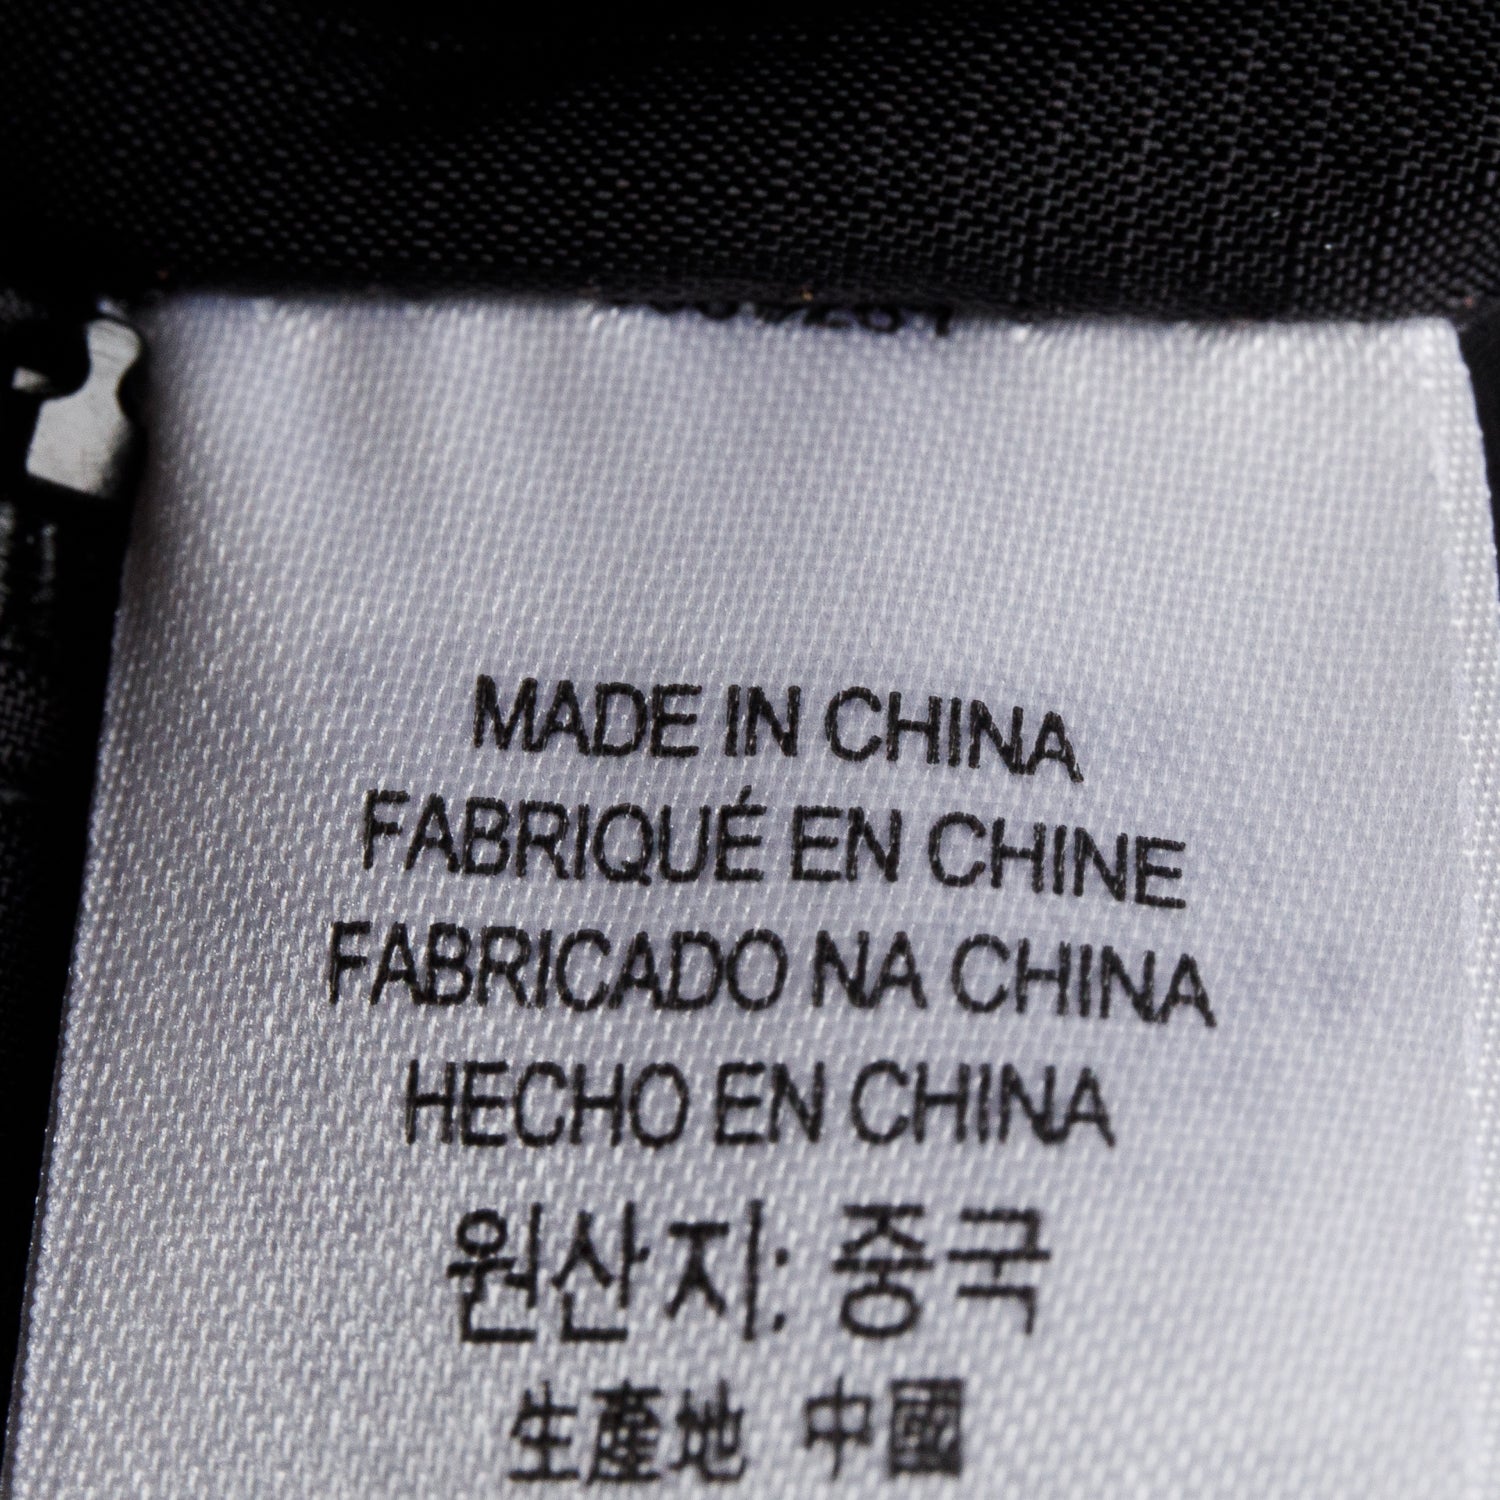 MADE IN CHINA
FABRIQUÉ EN CHINE
FABRICADO NA CHINA
HECHO EN CHINA
원산지: 중국
生產地 中國